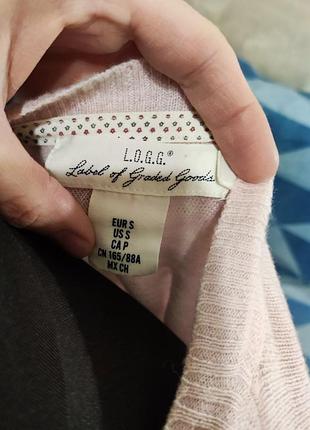 L.O.G.G.®
Label of Graded Goods
EUR S
US S
CA P
CN 165/88A
MX CH